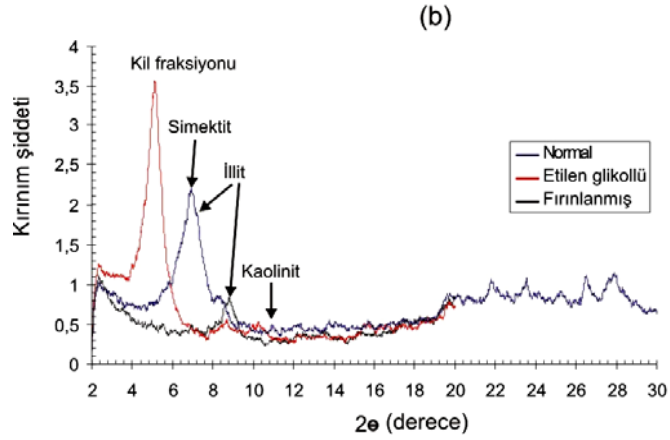 (b)
Kil fraksiyonu
Simektit
İllit
Kaolinit
Normal
Etilen glikollü
Fırınlanmış
Kırınım şiddeti
4
3,5
3
2,5
2
1,5
1
0,5
0
2 4 6 8 10 12 14 16 18 20 22 24 26 28 30
2ɵ (derece)